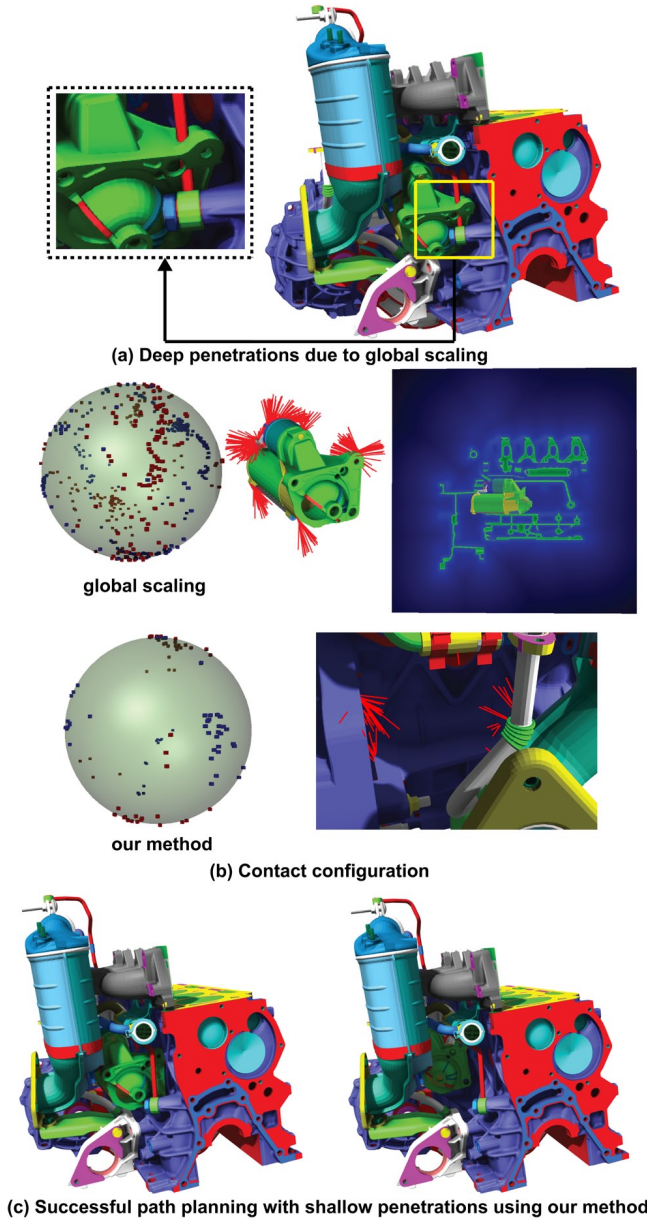 (a) Deep penetrations due to global scaling
global scaling
our method
(b) Contact configuration
(c) Successful path planning with shallow penetrations using our method